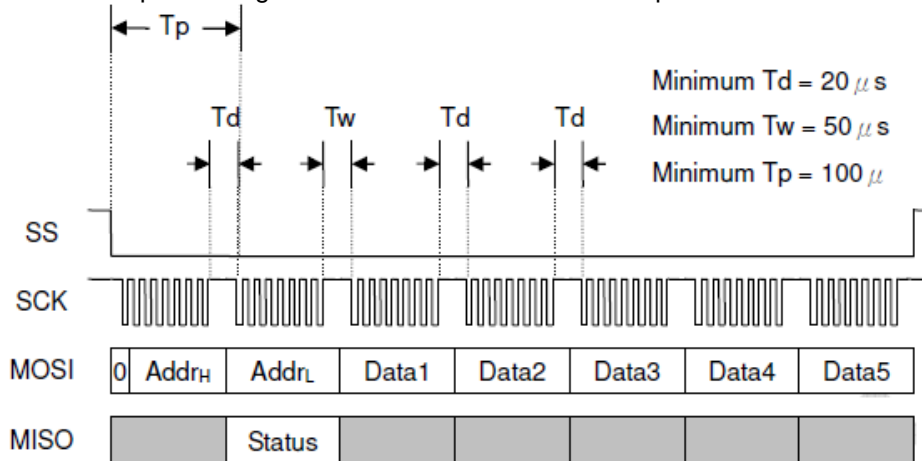 Tp
Minimum Td = 20 μs
Td Tw Td Td
Minimum Tw = 50 μs
Minimum Tp = 100 μ
SS
SCK
MOSI 0 AddrH AddrL Data1 Data2 Data3 Data4 Data5
MISO Status